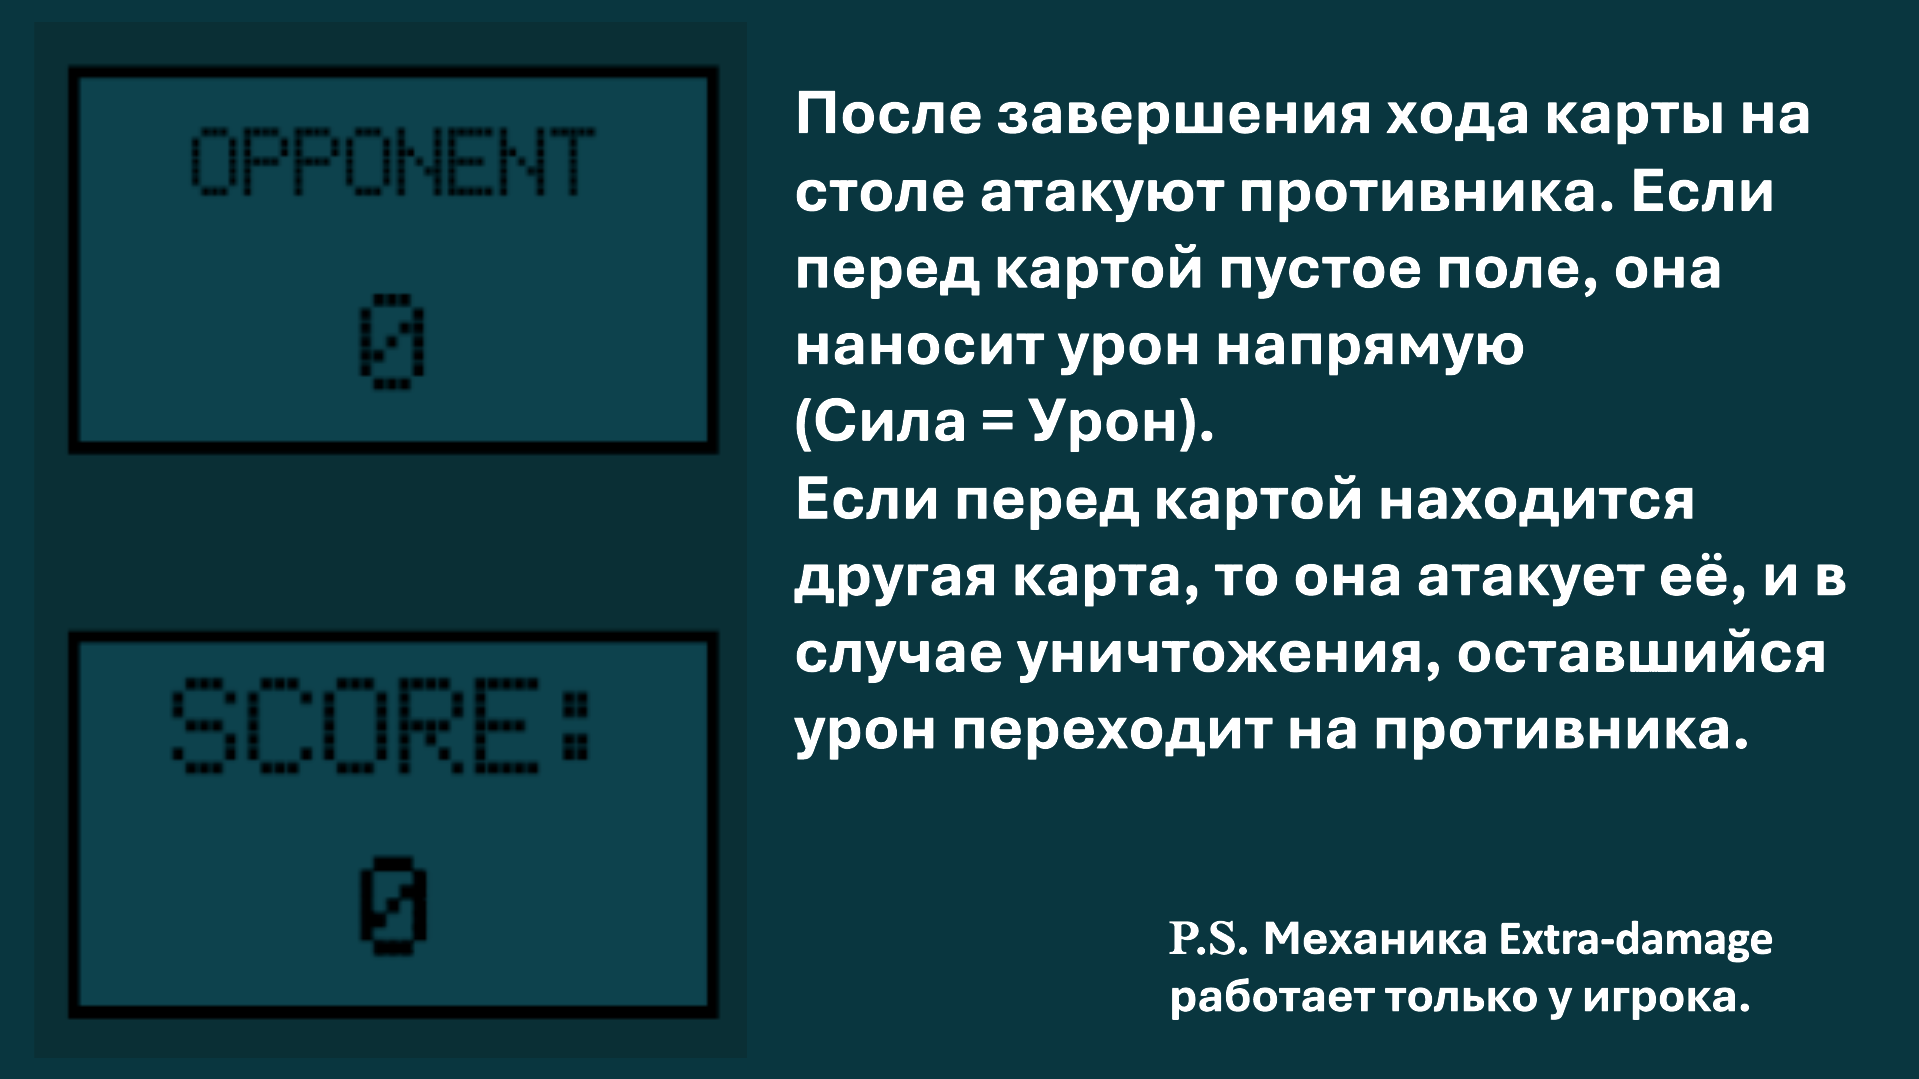 OPPONENT
0
SCORE:
0
После завершения хода карты на
столе атакуют противника. Если
перед картой пустое поле, она
наносит урон напрямую
(Сила = Урон).
Если перед картой находится
другая карта, то она атакует её, и в
случае уничтожения, оставшийся
урон переходит на противника.
P.S. Механика Extra-damage
работает только у игрока.